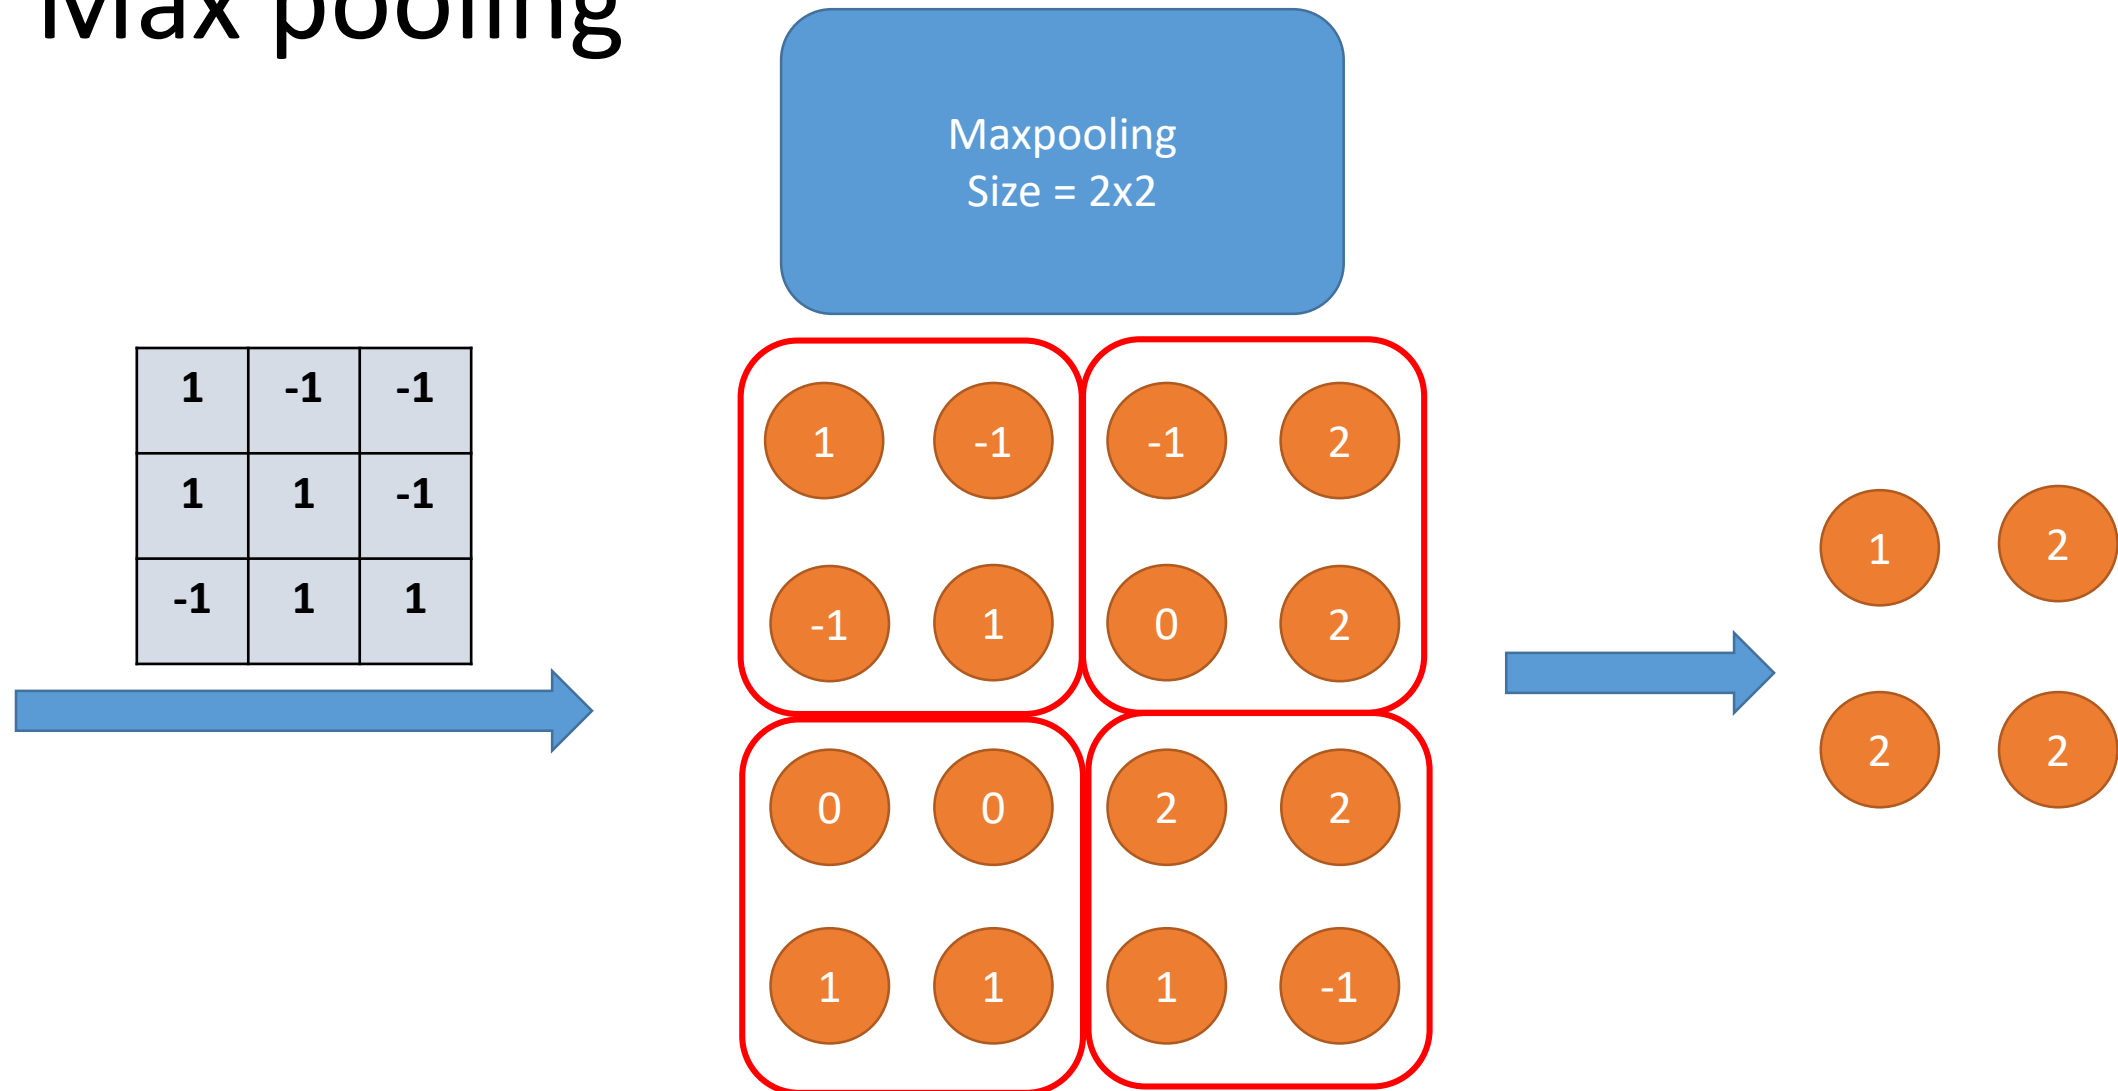 Max pooling
Maxpooling
Size = 2x2
1 -1 -1
1 1 -1
-1 1 1
1 -1 -1 2
-1 1 0 2
0 0 2 2
1 1 1 -1
1 2
2 2